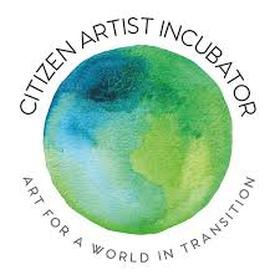 CITIZEN ARTIST INCUBATOR
ART FOR A WORLD IN TRANSITION